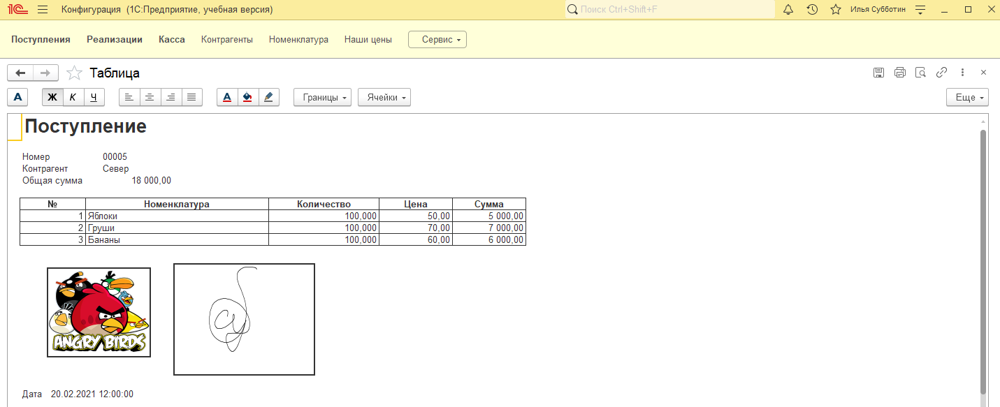 1С Конфигурация (1С:Предприятие, учебная версия) Поиск Ctrl+Shift+F Илья Субботин
Поступления Реализации Касса Контрагенты Номенклатура Наши цены Сервис
Таблица
А Ж К Ч А Границы Ячейки Еще
Поступление
Номер 00005
Контрагент Север
Общая сумма 18 000,00
№ Номенклатура Количество Цена Сумма
1 Яблоки 100,000 50,00 5 000,00
2 Груши 100,000 70,00 7 000,00
3 Бананы 100,000 60,00 6 000,00
ANGRY BIRDS
Дата 20.02.2021 12:00:00